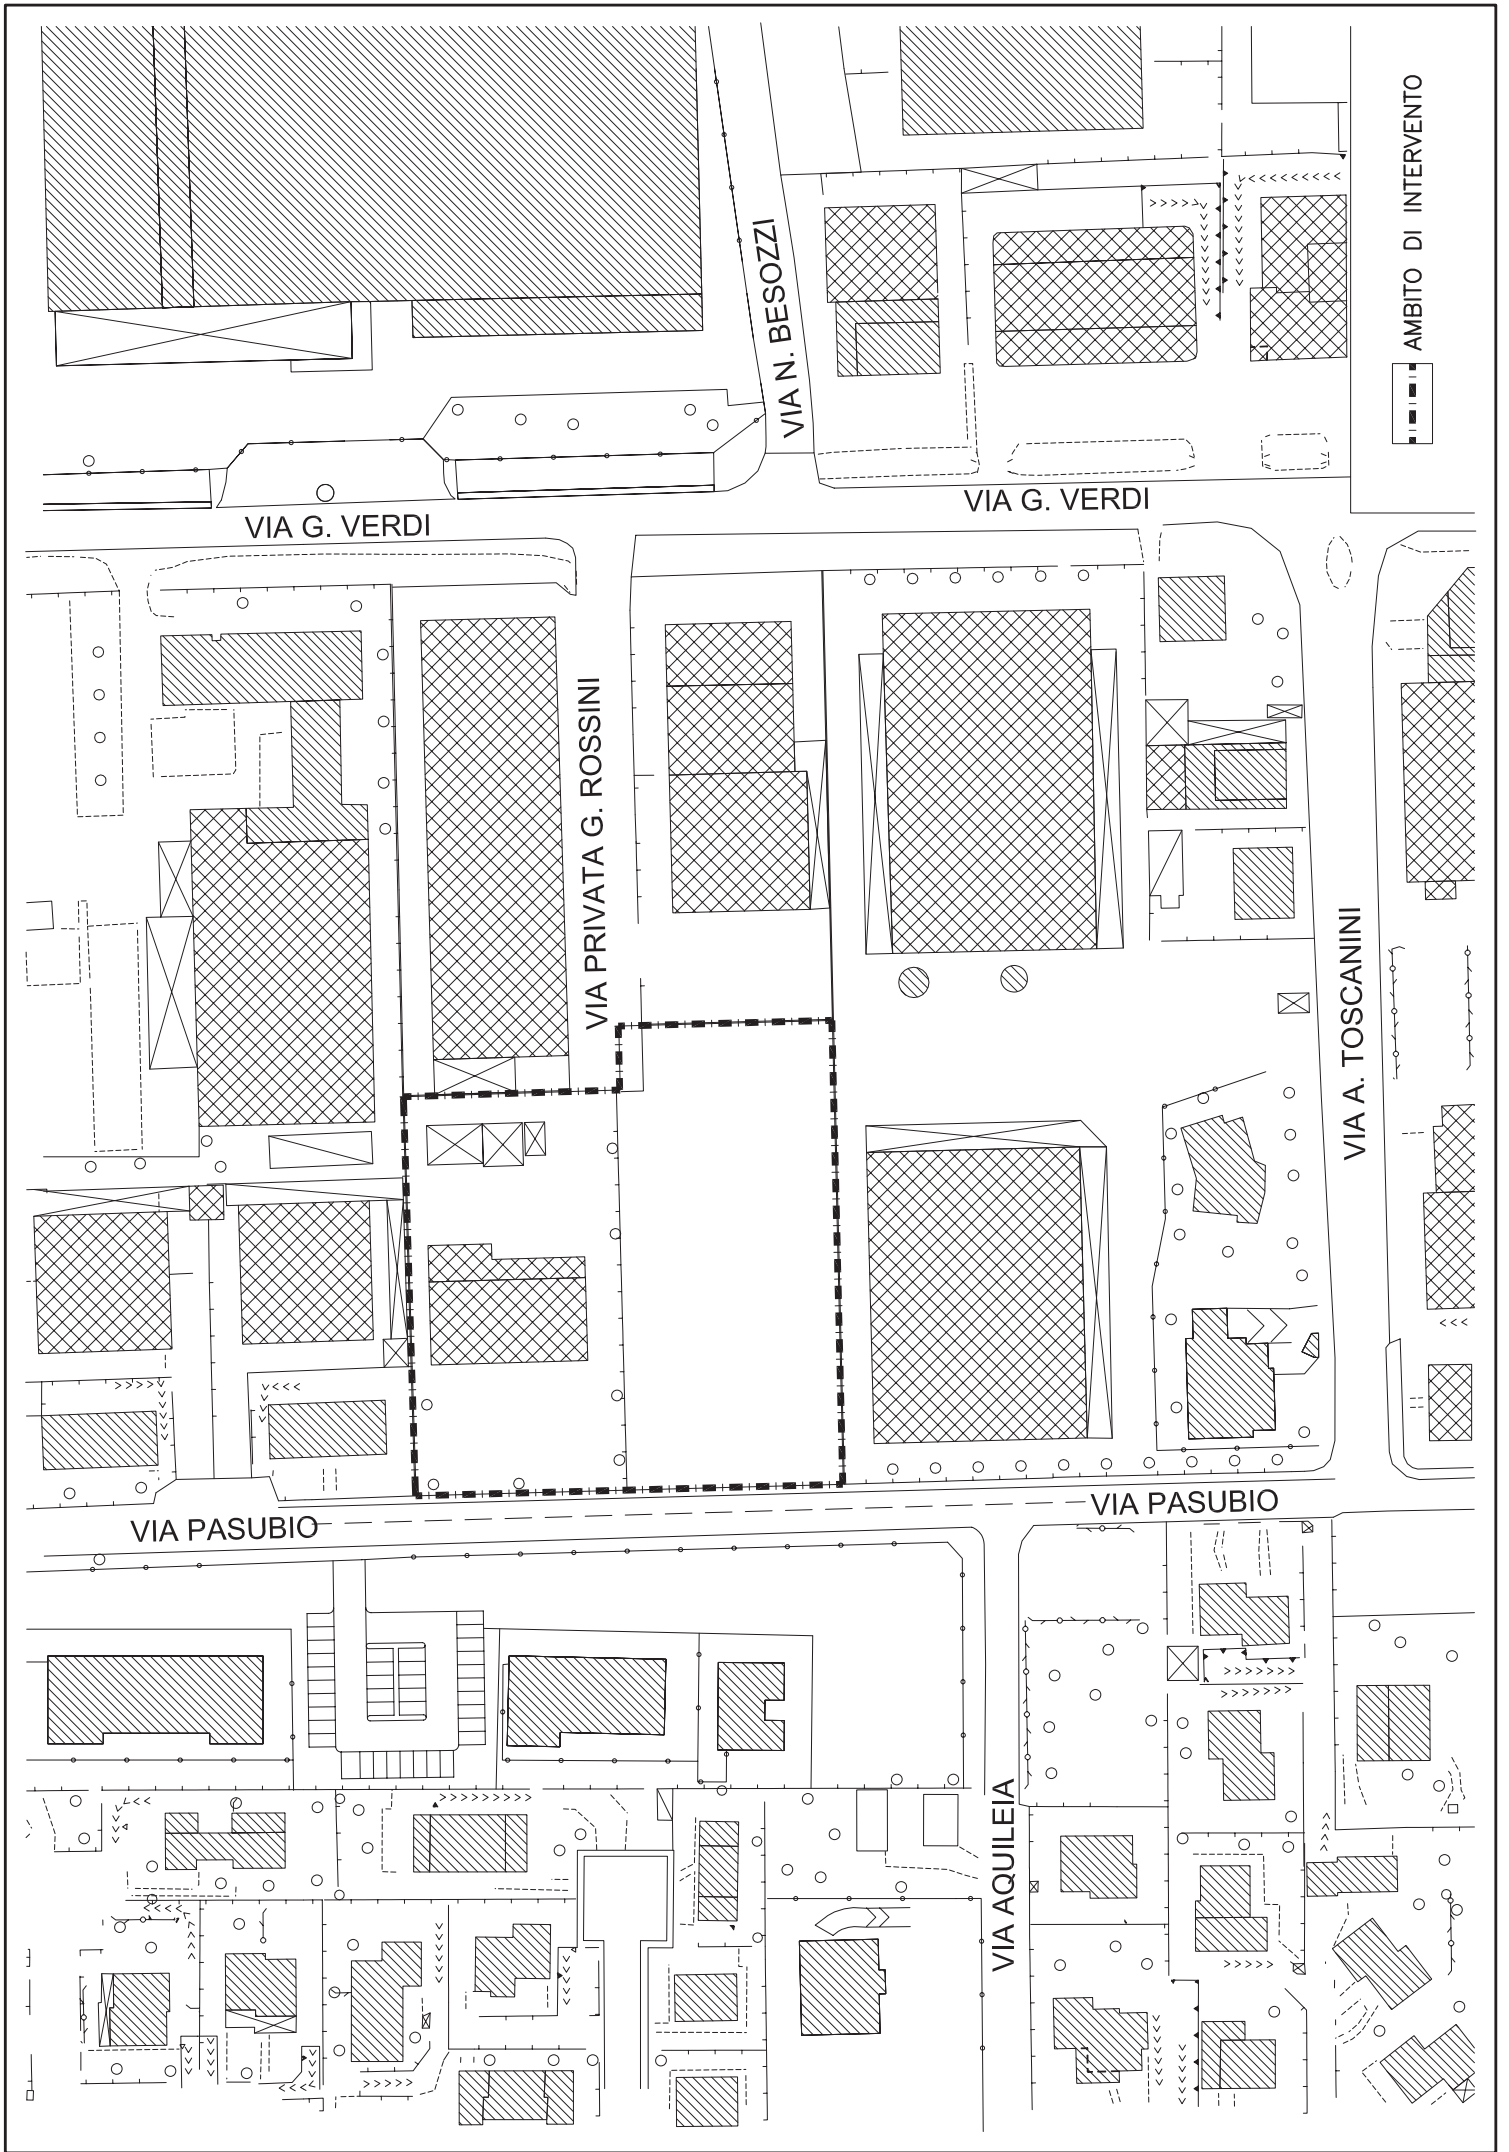 AMBITO DI INTERVENTO
VIA N. BESOZZI
VIA G. VERDI
VIA G. VERDI
VIA PRIVATA G. ROSSINI
VIA A. TOSCANINI
VIA PASUBIO
VIA PASUBIO
VIA AQUILEIA